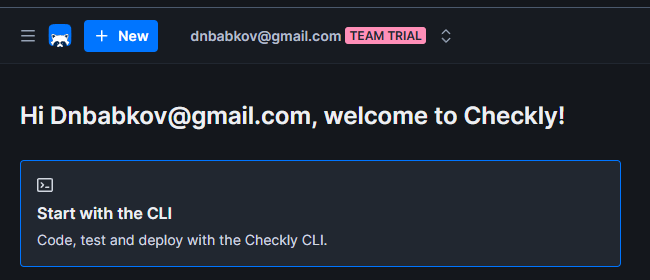 + New dnbabkov@gmail.com TEAM TRIAL
Hi Dnbabkov@gmail.com, welcome to Checkly!
Start with the CLI
Code, test and deploy with the Checkly CLI.